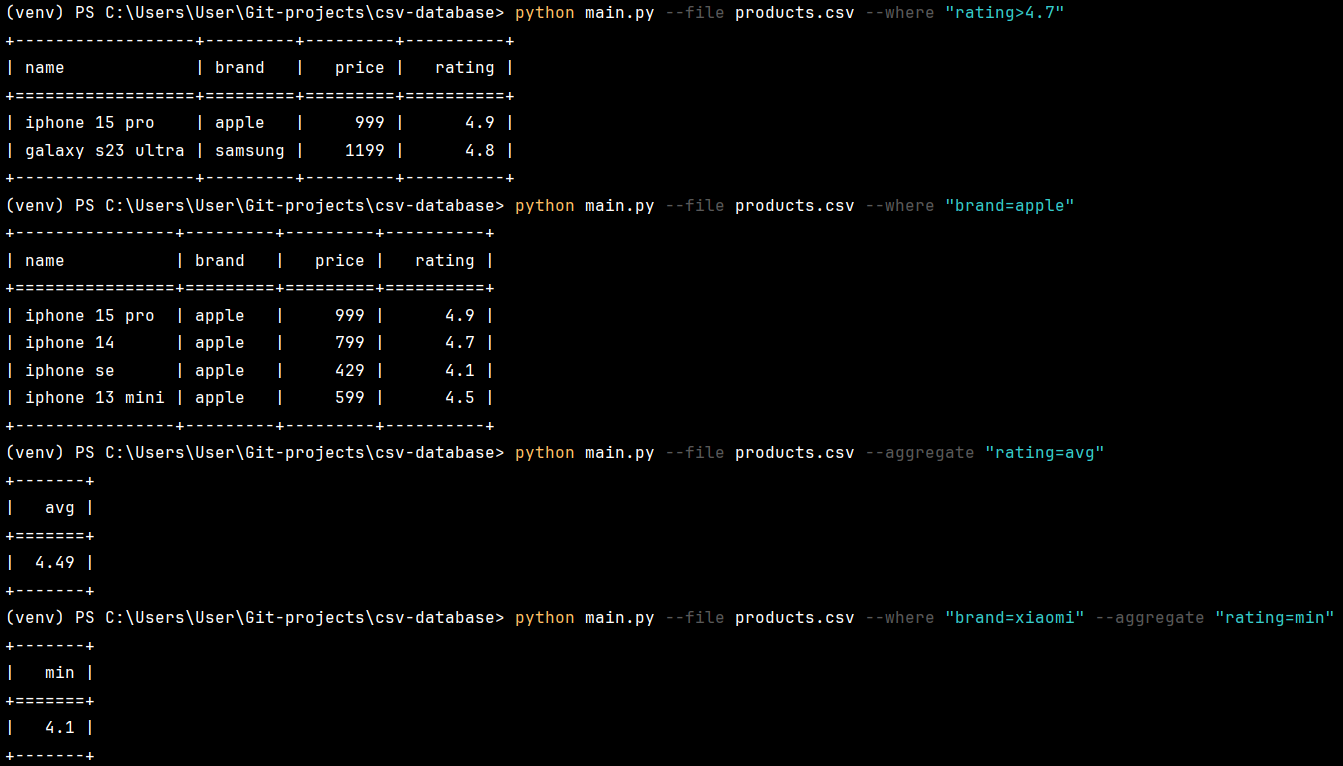 (venv) PS C:\Users\User\Git-projects\csv-database> python main.py --file products.csv --where "rating>4.7"
+------------------+---------+---------+----------+
| name             | brand   |   price |   rating |
+==================+=========+=========+==========+
| iphone 15 pro    | apple   |     999 |      4.9 |
| galaxy s23 ultra | samsung |    1199 |      4.8 |
+------------------+---------+---------+----------+
(venv) PS C:\Users\User\Git-projects\csv-database> python main.py --file products.csv --where "brand=apple"
+----------------+---------+---------+----------+
| name           | brand   |   price |   rating |
+================+=========+=========+==========+
| iphone 15 pro  | apple   |     999 |      4.9 |
| iphone 14      | apple   |     799 |      4.7 |
| iphone se      | apple   |     429 |      4.1 |
| iphone 13 mini | apple   |     599 |      4.5 |
+----------------+---------+---------+----------+
(venv) PS C:\Users\User\Git-projects\csv-database> python main.py --file products.csv --aggregate "rating=avg"
+-------+
|   avg |
+=======+
|  4.49 |
+-------+
(venv) PS C:\Users\User\Git-projects\csv-database> python main.py --file products.csv --where "brand=xiaomi" --aggregate "rating=min"
+-------+
|   min |
+=======+
|   4.1 |
+-------+